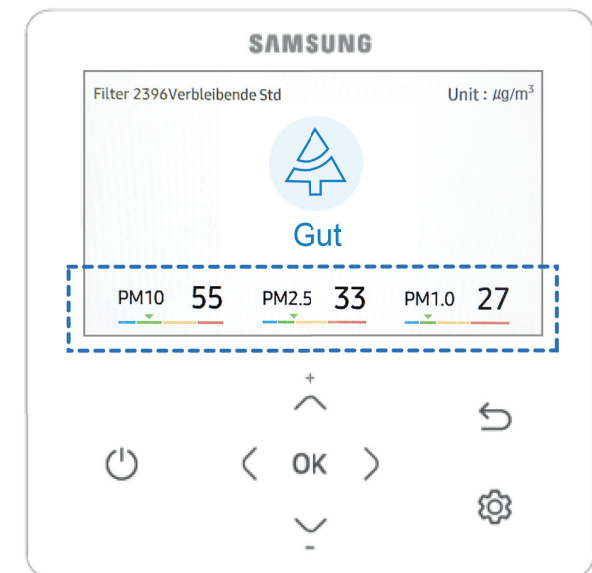 SAMSUNG
Filter 2396Verbleibende Std Unit : µg/m³
Gut
PM10 55 PM2.5 33 PM1.0 27
+
OK
-